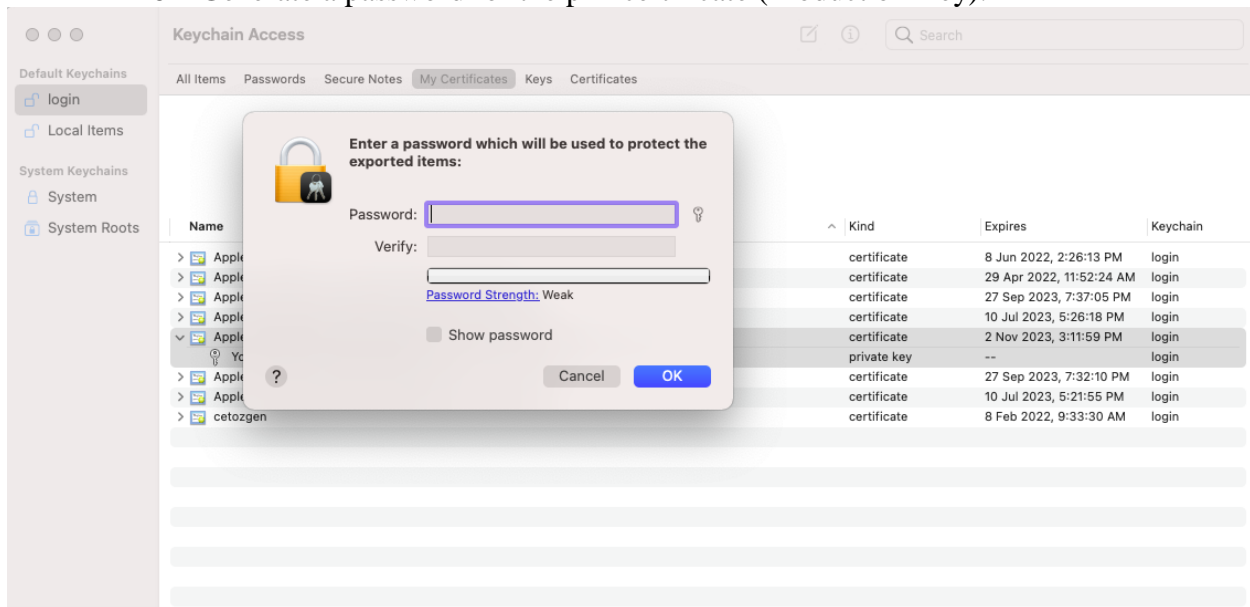 Keychain Access
Search
Default Keychains
login
Local Items
System Keychains
System
System Roots
All Items Passwords Secure Notes My Certificates Keys Certificates
Enter a password which will be used to protect the
exported items:
Password:
Verify:
Password Strength: Weak
Show password
? Cancel OK
Name Kind Expires Keychain
Apple certificate 8 Jun 2022, 2:26:13 PM login
Apple certificate 29 Apr 2022, 11:52:24 AM login
Apple certificate 27 Sep 2023, 7:37:05 PM login
Apple certificate 10 Jul 2023, 5:26:18 PM login
Apple certificate 2 Nov 2023, 3:11:59 PM login
private key -- login
Apple certificate 27 Sep 2023, 7:32:10 PM login
Apple certificate 10 Jul 2023, 5:21:55 PM login
cetozgen certificate 8 Feb 2022, 9:33:30 AM login